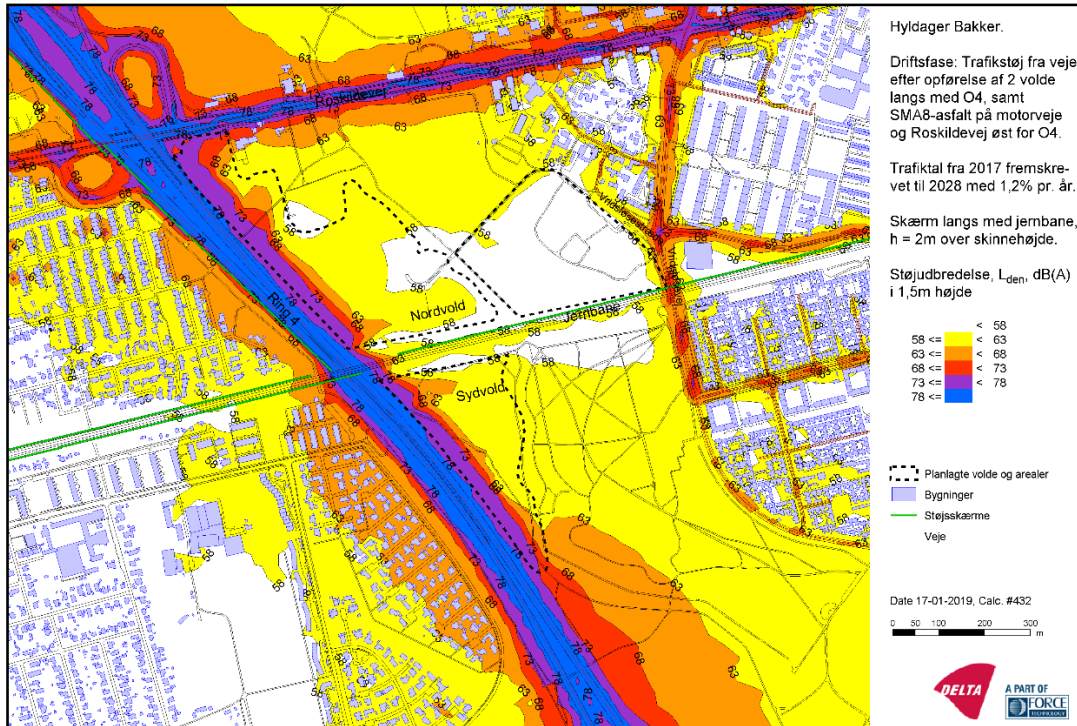 Hyldager Bakker.
Driftsfase: Trafikstøj fra veje
efter opførelse af 2 volde
langs med O4, samt
SMA8-asfalt på motorveje
og Roskildevej øst for O4.
Trafiktal fra 2017 fremskre-
vet til 2028 med 1,2% pr. år.
Skærm langs med jernbane,
h = 2m over skinnehøjde.
Støjudbredelse, Lden, dB(A)
i 1,5m højde
< 58
58 <= < 63
63 <= < 68
68 <= < 73
73 <= < 78
78 <=
Planlagte volde og arealer
Bygninger
Støjsskærme
Veje
Date 17-01-2019, Calc. #432
0 50 100 200 300
m
DELTA
A PART OF
FORCE
TECHNOLOGY
Roskildevej
Ring 4
Nordvold
Jernbane
Sydvold